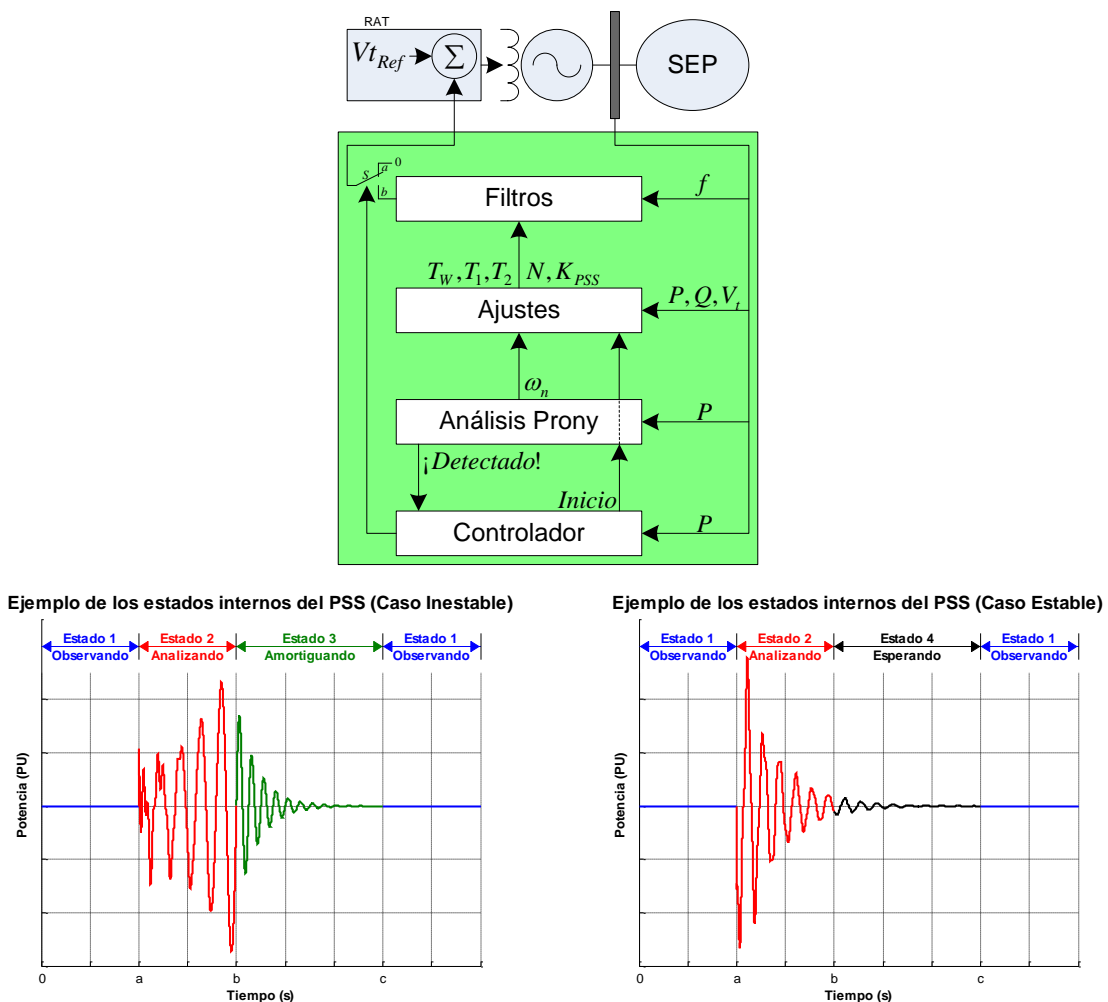 RAT
Vt_Ref
Σ
SEP
s
a
0
b
Filtros
f
T_W, T_1, T_2 N, K_PSS
Ajustes
P, Q, V_t
ω_n
Análisis Prony
P
¡Detectado!
Inicio
Controlador
P
Ejemplo de los estados internos del PSS (Caso Inestable)
Estado 1
Observando
Estado 2
Analizando
Estado 3
Amortiguando
Estado 1
Observando
Potencia (PU)
0 a b c
Tiempo (s)
Ejemplo de los estados internos del PSS (Caso Estable)
Estado 1
Observando
Estado 2
Analizando
Estado 4
Esperando
Estado 1
Observando
Potencia (PU)
0 a b c
Tiempo (s)